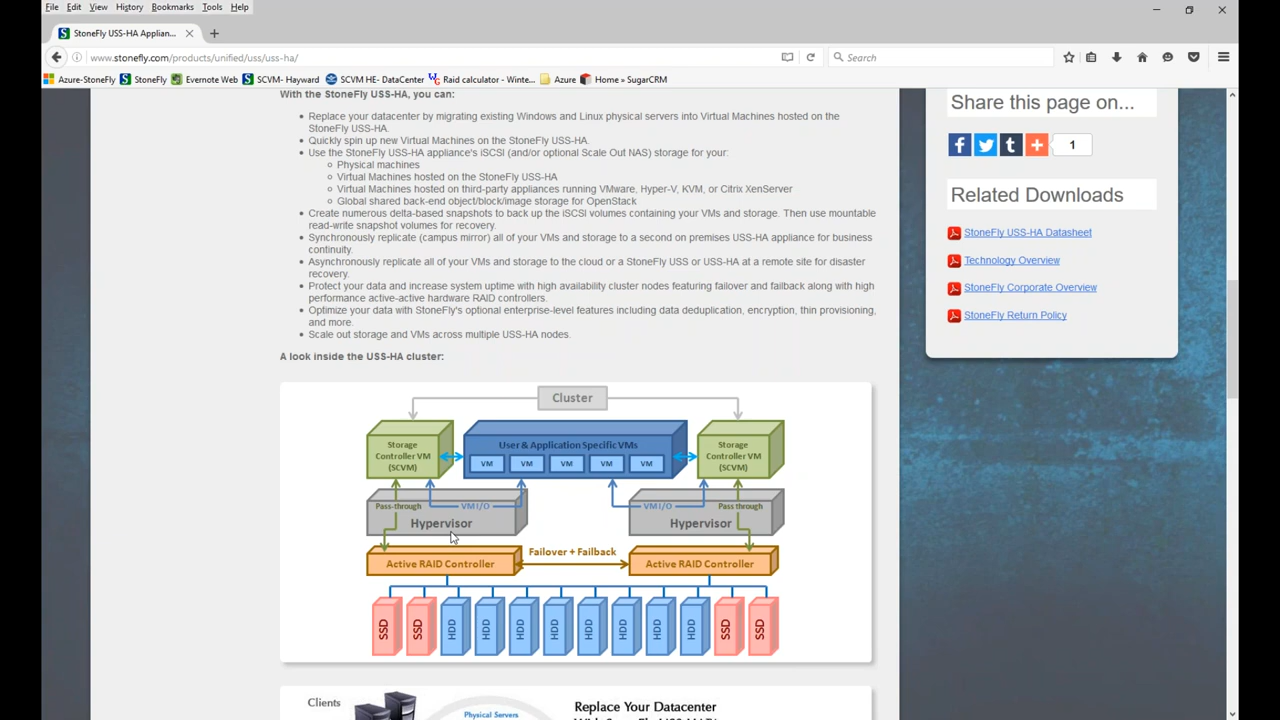 File Edit View History Bookmarks Tools Help
StoneFly USS-HA Applian...
www.stonefly.com/products/unified/uss/uss-ha/
Search
Azure-StoneFly StoneFly Evernote Web SCVM- Hayward SCVM HE- DataCenter Raid calculator - Winte... Azure Home » SugarCRM
With the StoneFly USS-HA, you can:
Replace your datacenter by migrating existing Windows and Linux physical servers into Virtual Machines hosted on the
StoneFly USS-HA.
Quickly spin up new Virtual Machines on the StoneFly USS-HA.
Use the StoneFly USS-HA appliance's iSCSI (and/or optional Scale Out NAS) storage for your:
Physical machines
Virtual Machines hosted on the StoneFly USS-HA
Virtual Machines hosted on third-party appliances running VMware, Hyper-V, KVM, or Citrix XenServer
Global shared back-end object/block/image storage for OpenStack
Create numerous delta-based snapshots to back up the iSCSI volumes containing your VMs and storage. Then use mountable
read-write snapshot volumes for recovery.
Synchronously replicate (campus mirror) all of your VMs and storage to a second on premises USS-HA appliance for business
continuity.
Asynchronously replicate all of your VMs and storage to the cloud or a StoneFly USS or USS-HA at a remote site for disaster
recovery.
Protect your data and increase system uptime with high availability cluster nodes featuring failover and failback along with high
performance active-active hardware RAID controllers.
Optimize your data with StoneFly's optional enterprise-level features including data deduplication, encryption, thin provisioning,
and more.
Scale out storage and VMs across multiple USS-HA nodes.
A look inside the USS-HA cluster:
Cluster
Storage
Controller VM
(SCVM)
User & Application Specific VMs
VM VM VM VM VM
Storage
Controller VM
(SCVM)
Pass-through
VM I/O
Hypervisor
VM I/O
Pass through
Hypervisor
Active RAID Controller
Failover + Failback
Active RAID Controller
SSD SSD HDD HDD HDD HDD HDD HDD HDD HDD SSD SSD
Clients
Physical Servers
Replace Your Datacenter
Share this page on...
1
Related Downloads
StoneFly USS-HA Datasheet
Technology Overview
StoneFly Corporate Overview
StoneFly Return Policy